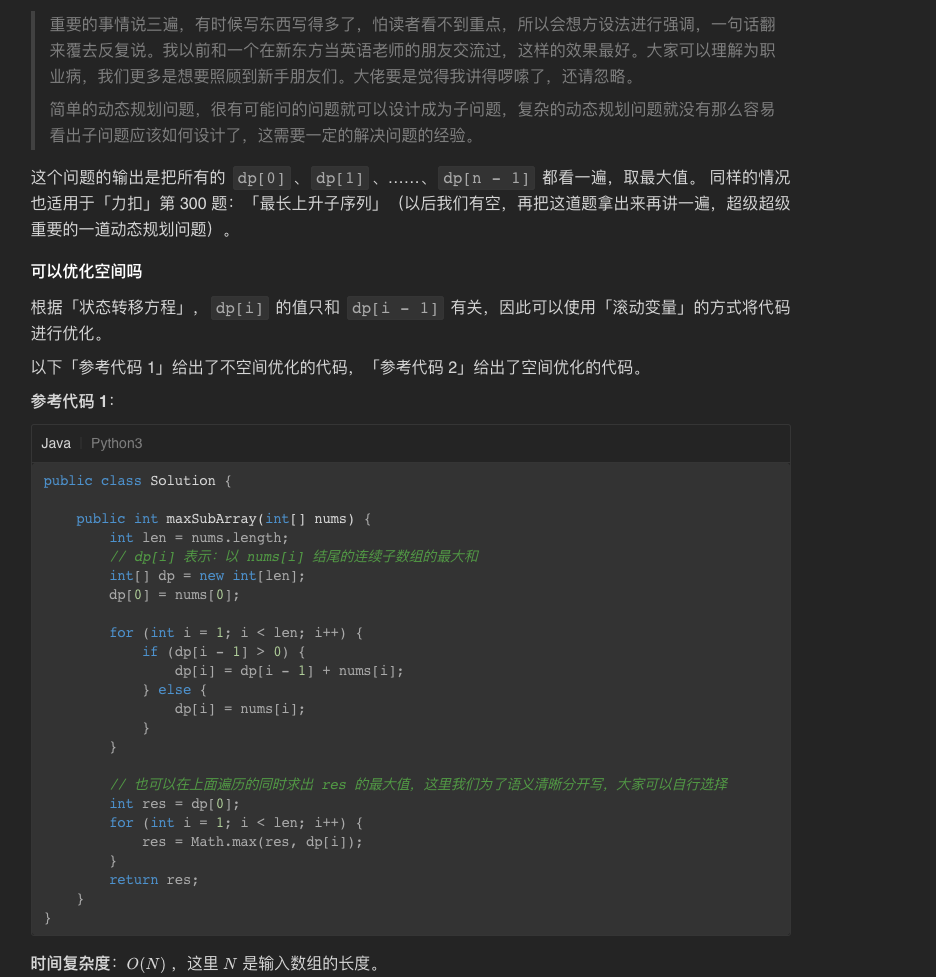 重要的事情说三遍，有时候写东西写得多了，怕读者看不到重点，所以会想方设法进行强调，一句话翻
来覆去反复说。我以前和一个在新东方当英语老师的朋友交流过，这样的效果最好。大家可以理解为职
业病，我们更多是想要照顾到新手朋友们。大佬要是觉得我讲得啰嗦了，还请忽略。
简单的动态规划问题，很有可能问的问题就可以设计成为子问题，复杂的动态规划问题就没有那么容易
看出子问题应该如何设计了，这需要一定的解决问题的经验。
这个问题的输出是把所有的 dp[0] 、 dp[1] 、……、 dp[n - 1] 都看一遍，取最大值。 同样的情况
也适用于「力扣」第 300 题：「最长上升子序列」（以后我们有空，再把这道题拿出来再讲一遍，超级超级
重要的一道动态规划问题）。
可以优化空间吗
根据「状态转移方程」， dp[i] 的值只和 dp[i - 1] 有关，因此可以使用「滚动变量」的方式将代码
进行优化。
以下「参考代码 1」给出了不空间优化的代码，「参考代码 2」给出了空间优化的代码。
参考代码 1：
Java Python3
public class Solution {
    public int maxSubArray(int[] nums) {
        int len = nums.length;
        // dp[i] 表示：以 nums[i] 结尾的连续子数组的最大和
        int[] dp = new int[len];
        dp[0] = nums[0];
        for (int i = 1; i < len; i++) {
            if (dp[i - 1] > 0) {
                dp[i] = dp[i - 1] + nums[i];
            } else {
                dp[i] = nums[i];
            }
        }
        // 也可以在上面遍历的同时求出 res 的最大值，这里我们为了语义清晰分开写，大家可以自行选择
        int res = dp[0];
        for (int i = 1; i < len; i++) {
            res = Math.max(res, dp[i]);
        }
        return res;
    }
}
时间复杂度：O(N)，这里 N 是输入数组的长度。